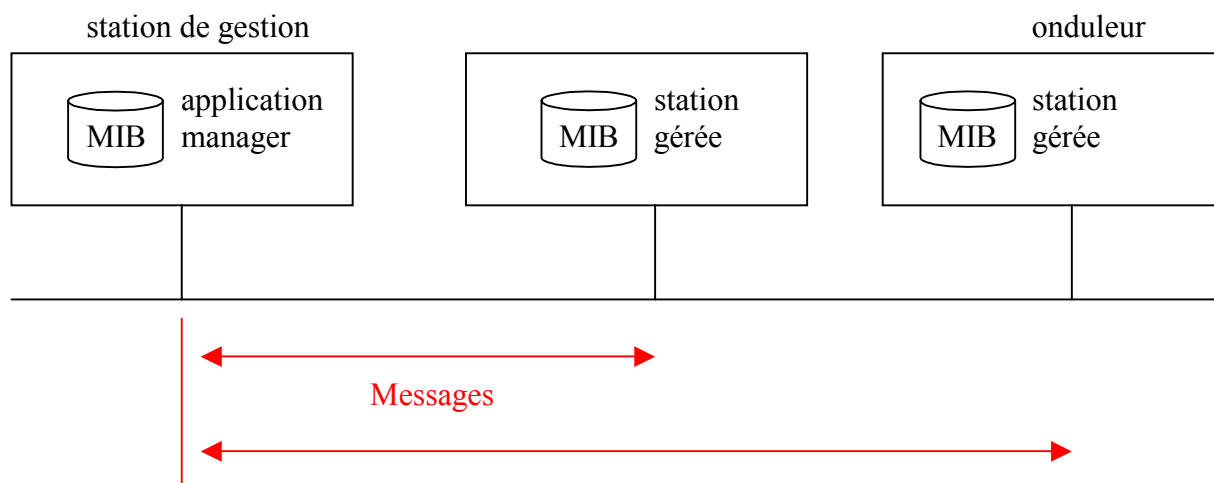 station de gestion
onduleur
MIB
application
manager
MIB
station
gérée
MIB
station
gérée
Messages